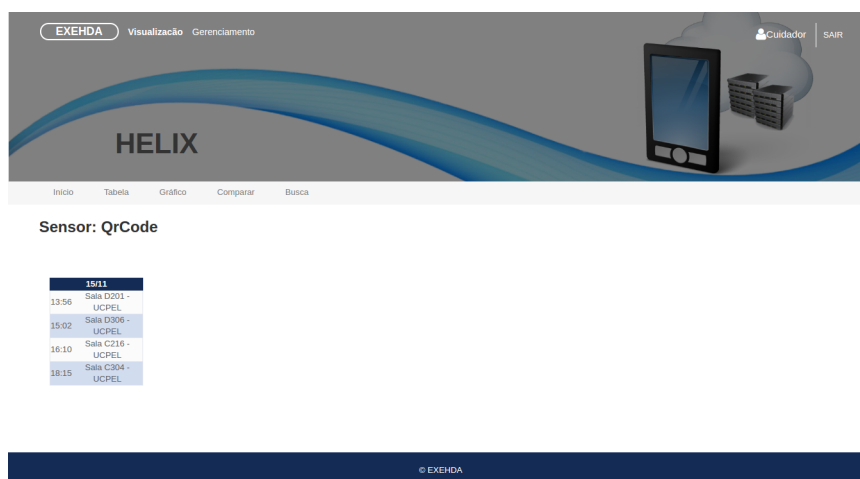 EXEHDA Visualizacão Gerenciamento Cuidador SAIR
HELIX
Início Tabela Gráfico Comparar Busca
Sensor: QrCode
15/11
13:56 Sala D201 -
UCPEL
15:02 Sala D306 -
UCPEL
16:10 Sala C216 -
UCPEL
18:15 Sala C304 -
UCPEL
© EXEHDA